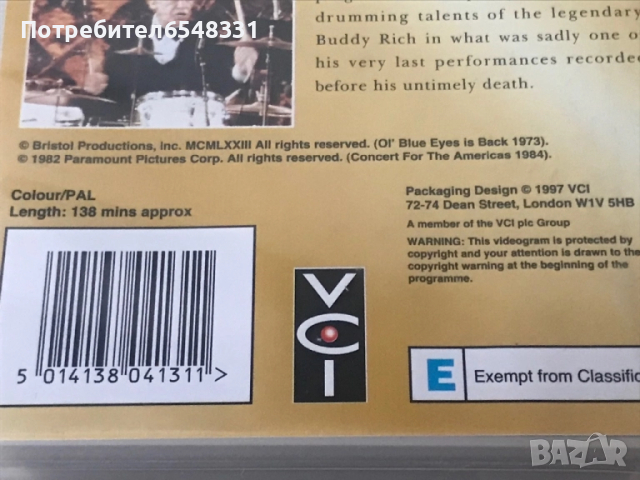 Потребител6548331
drumming talents of the legendary
Buddy Rich in what was sadly one o
his very last performances recorde
before his untimely death.
© Bristol Productions, Inc. MCMLXXIII All rights reserved. (Ol' Blue Eyes is Back 1973).
© 1982 Paramount Pictures Corp. All rights reserved. (Concert For The Americas 1984).
Colour/PAL
Length: 138 mins approx
Packaging Design © 1997 VCI
72-74 Dean Street, London W1V 5HB
A member of the VCI plc Group
WARNING: This videogram is protected by
copyright and your attention is drawn to the
copyright warning at the beginning of the
programme.
5 014138 041311 >
VCI
E Exempt from Classific
BAZAR